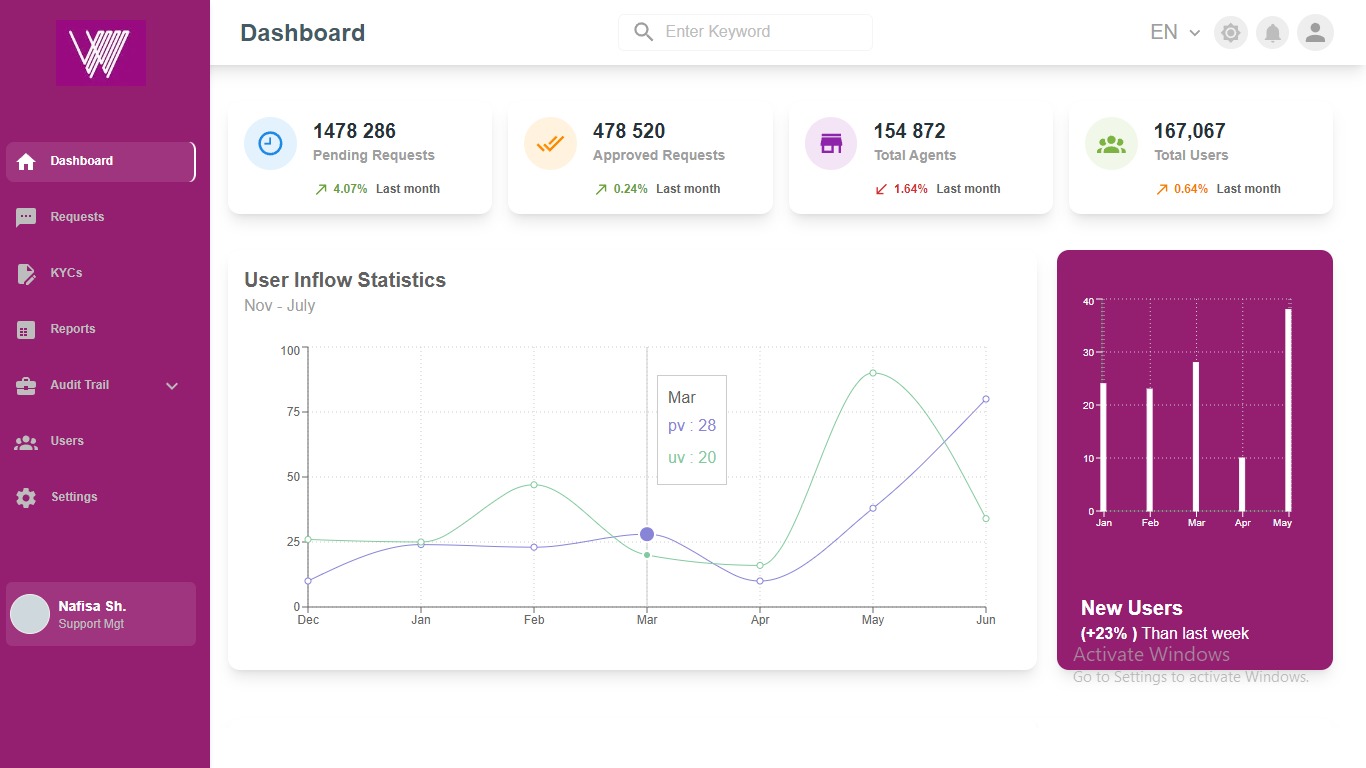 Dashboard
Enter Keyword
EN
Dashboard
Requests
KYCs
Reports
Audit Trail
Users
Settings
Nafisa Sh.
Support Mgt
1478 286
Pending Requests
4.07% Last month
478 520
Approved Requests
0.24% Last month
154 872
Total Agents
1.64% Last month
167,067
Total Users
0.64% Last month
User Inflow Statistics
Nov - July
100
75
50
25
0
Dec Jan Feb Mar Apr May Jun
Mar
pv : 28
uv : 20
40
30
20
10
0
Jan Feb Mar Apr May
New Users
(+23% ) Than last week
Activate Windows
Go to Settings to activate Windows.